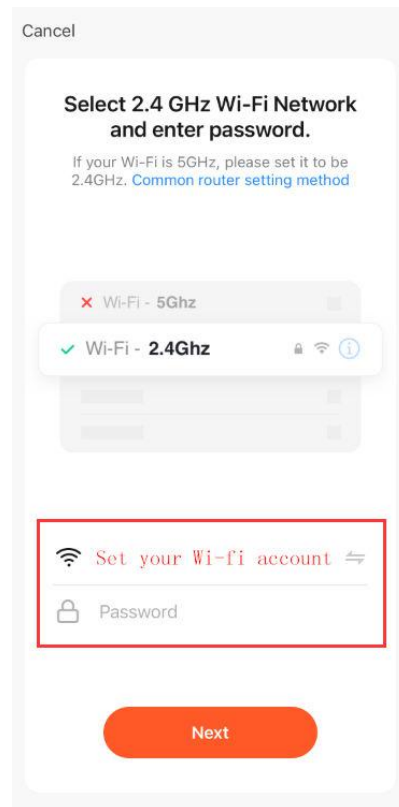 Cancel
Select 2.4 GHz Wi-Fi Network
and enter password.
If your Wi-Fi is 5GHz, please set it to be
2.4GHz. Common router setting method
Wi-Fi - 5Ghz
Wi-Fi - 2.4Ghz
Set your Wi-fi account
Password
Next